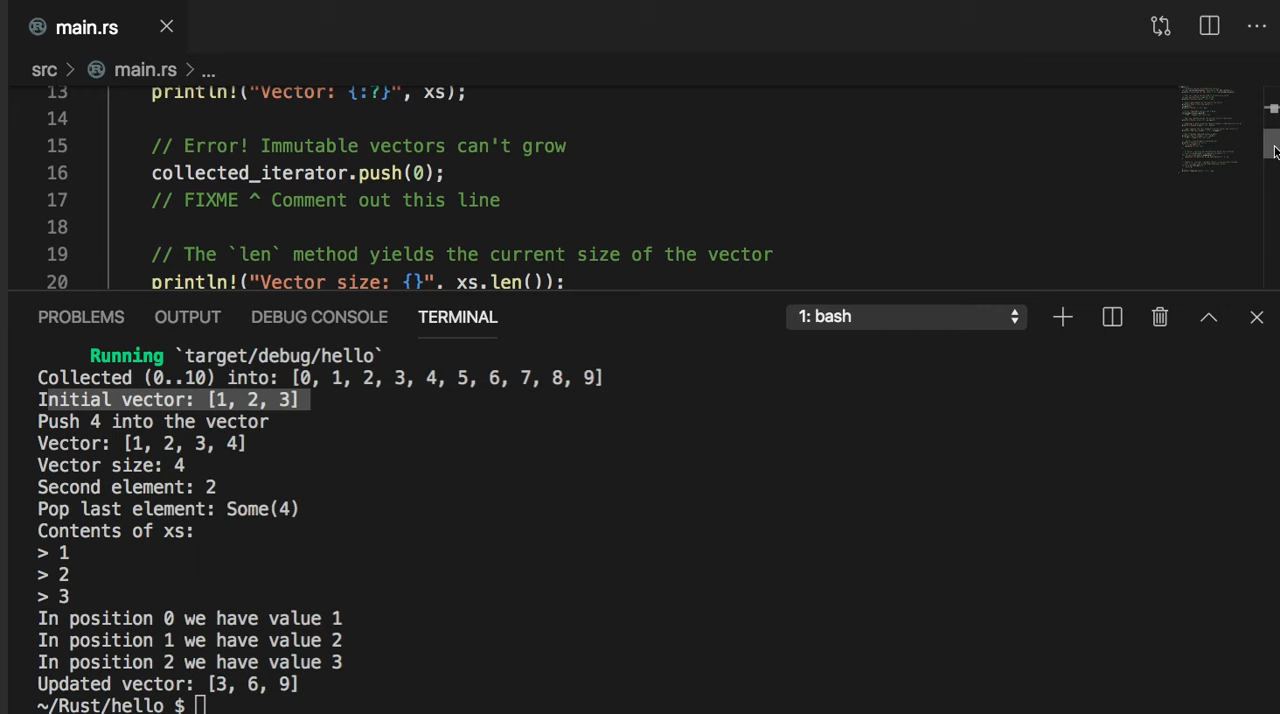 main.rs
src > main.rs > ...
13 println!("Vector: {:?}", xs);
14
15 // Error! Immutable vectors can't grow
16 collected_iterator.push(0);
17 // FIXME ^ Comment out this line
18
19 // The `len` method yields the current size of the vector
20 println!("Vector size: {}", xs.len());
PROBLEMS OUTPUT DEBUG CONSOLE TERMINAL 1: bash
Running `target/debug/hello`
Collected (0..10) into: [0, 1, 2, 3, 4, 5, 6, 7, 8, 9]
Initial vector: [1, 2, 3]
Push 4 into the vector
Vector: [1, 2, 3, 4]
Vector size: 4
Second element: 2
Pop last element: Some(4)
Contents of xs:
> 1
> 2
> 3
In position 0 we have value 1
In position 1 we have value 2
In position 2 we have value 3
Updated vector: [3, 6, 9]
~/Rust/hello $